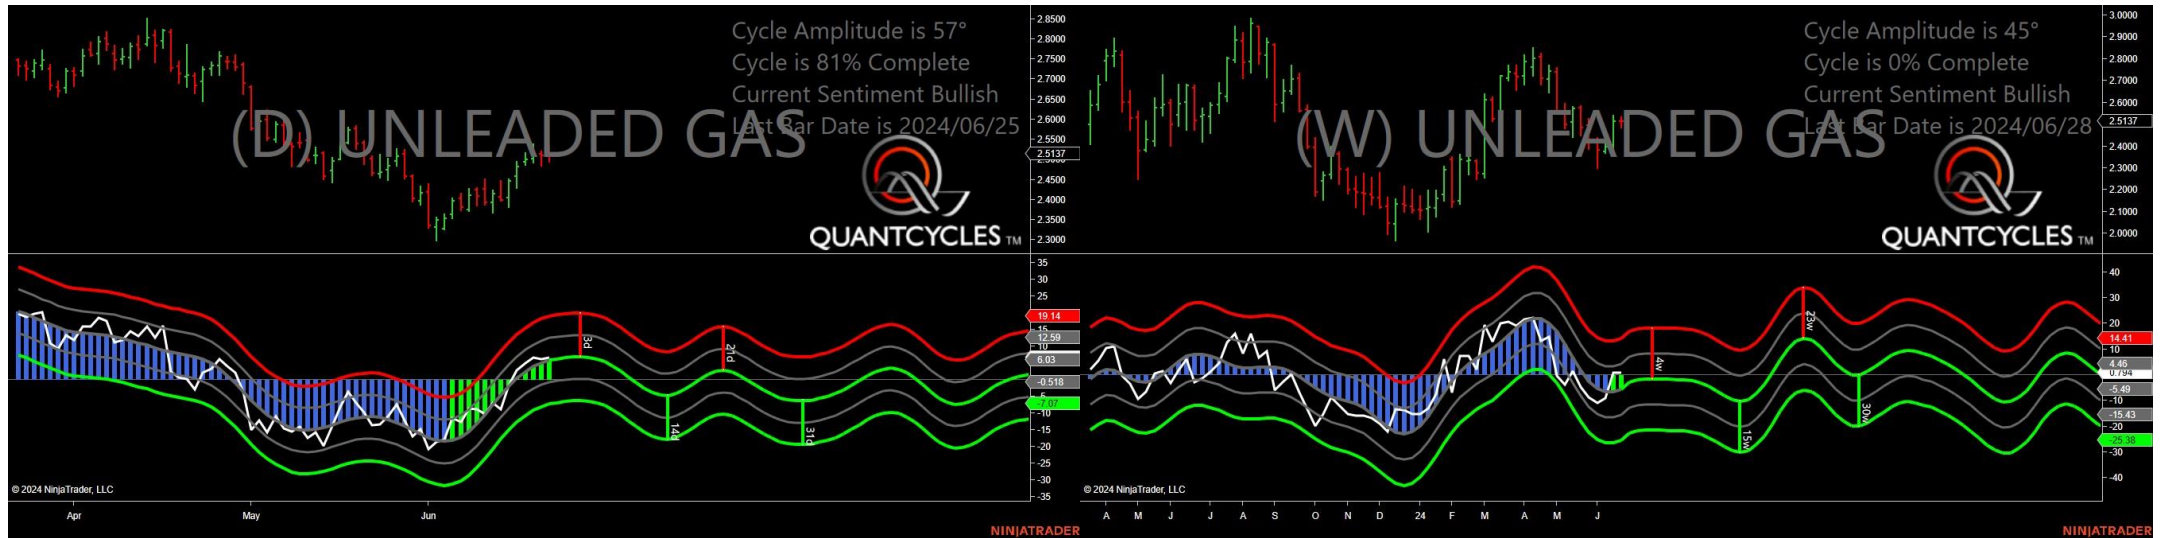 Cycle Amplitude is 57°
Cycle is 81% Complete
Current Sentiment Bullish
Last Bar Date is 2024/06/25
(D) UNLEADED GAS
QUANTCYCLES TM
2.8500
2.8000
2.7500
2.7000
2.6500
2.6000
2.5500
2.5137
2.4500
2.4000
2.3500
2.3000
35
30
25
19.14
15
12.59
10
6.03
-0.518
-7.07
-10
-15
-20
-25
-30
-35
3d
14d
21d
31d
© 2024 NinjaTrader, LLC
Apr
May
Jun
NINJATRADER
Cycle Amplitude is 45°
Cycle is 0% Complete
Current Sentiment Bullish
Last Bar Date is 2024/06/28
(W) UNLEADED GAS
QUANTCYCLES TM
3.0000
2.9000
2.8000
2.7000
2.6000
2.5137
2.4000
2.3000
2.2000
2.1000
2.0000
40
30
20
14.41
10
4.46
0.794
-5.49
-10
-15.43
-20
-25.38
-30
-40
4w
15w
23w
30w
© 2024 NinjaTrader, LLC
A M J J A S O N D 24 F M A M J
NINJATRADER